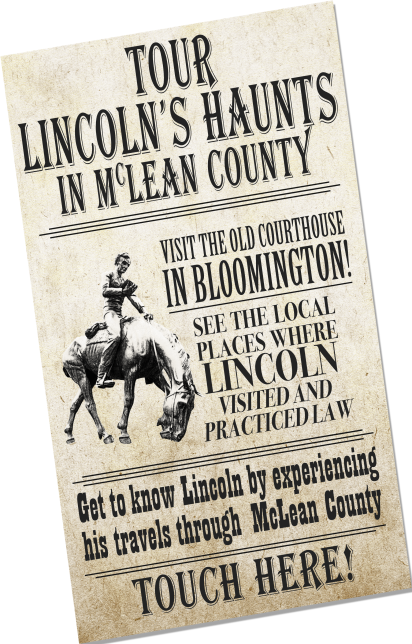 TOUR
LINCOLN'S HAUNTS
IN McLEAN COUNTY
VISIT THE OLD COURTHOUSE
IN BLOOMINGTON!
SEE THE LOCAL
PLACES WHERE
LINCOLN
VISITED AND
PRACTICED LAW
Get to know Lincoln by experiencing
his travels through McLean County
TOUCH HERE!